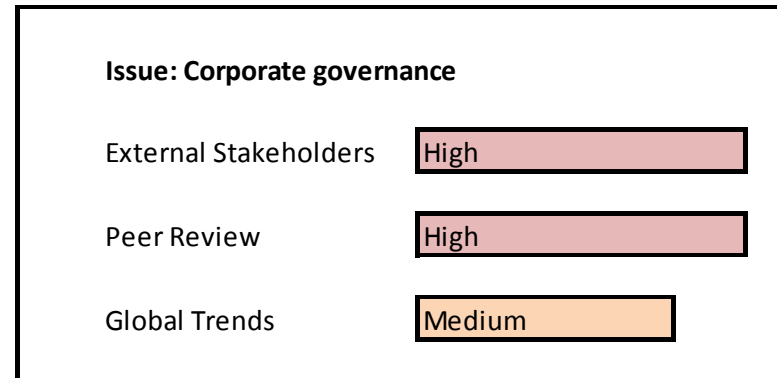 Issue: Corporate governance
External Stakeholders High
Peer Review High
Global Trends Medium